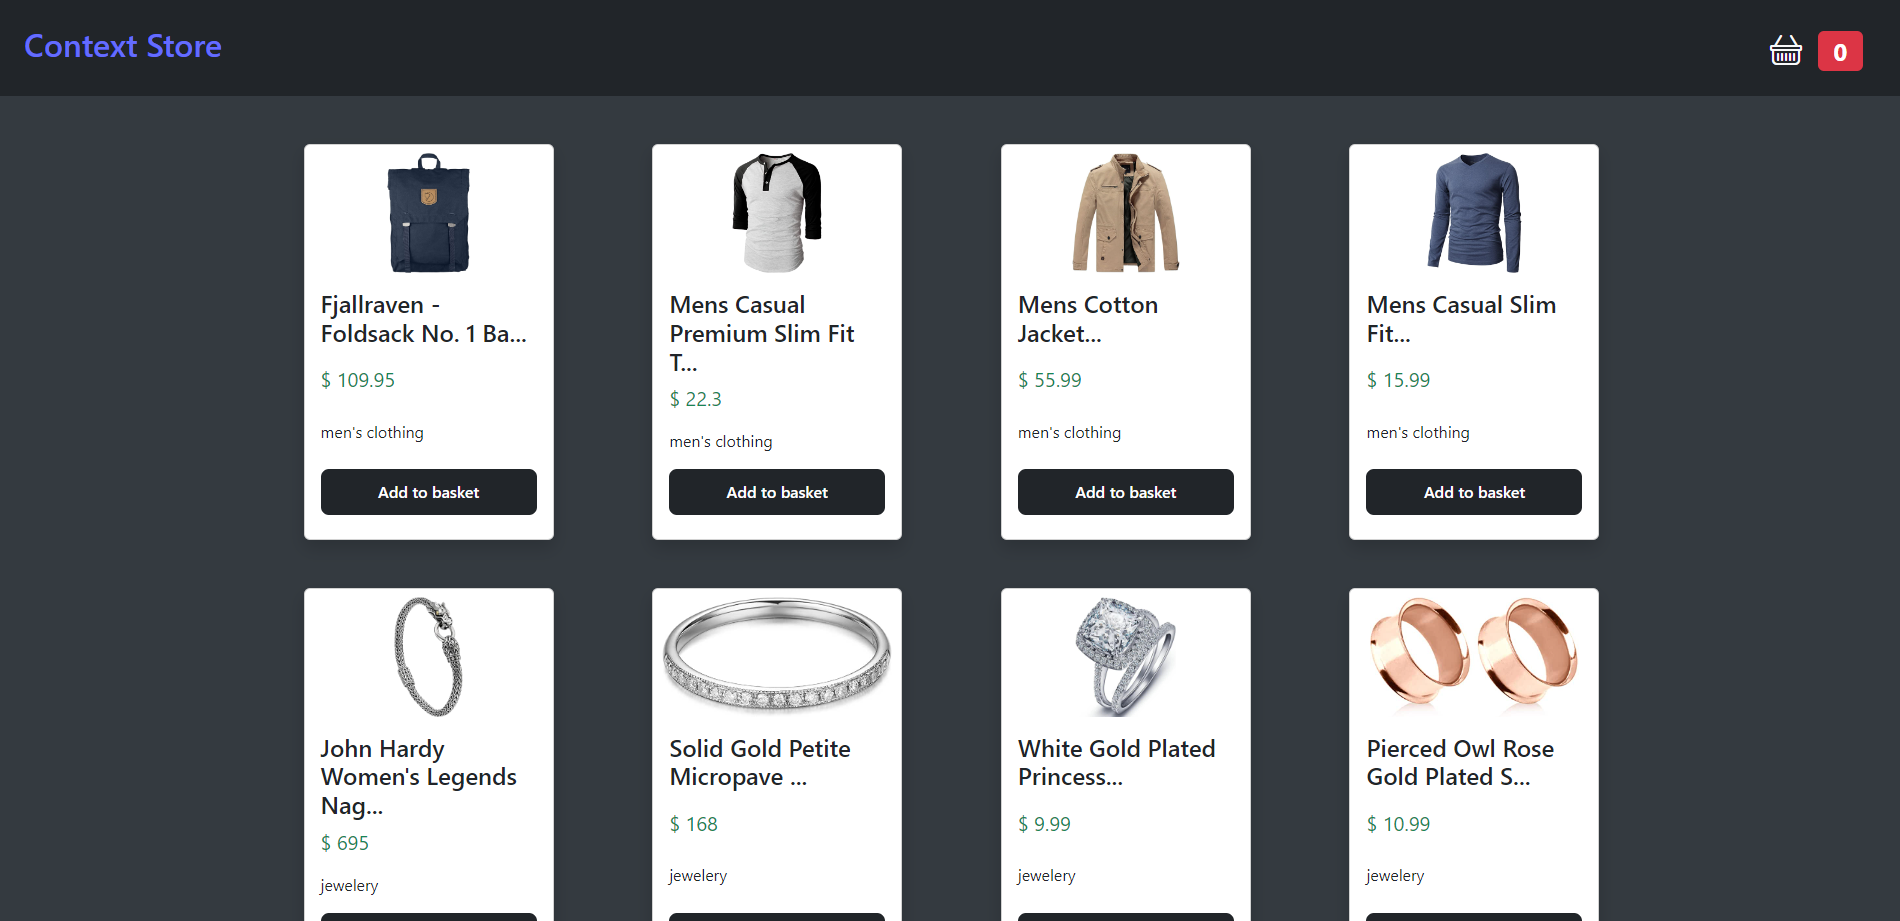 Context Store
0
Fjallraven -
Foldsack No. 1 Ba...
$ 109.95
men's clothing
Add to basket
Mens Casual
Premium Slim Fit
T...
$ 22.3
men's clothing
Add to basket
Mens Cotton
Jacket...
$ 55.99
men's clothing
Add to basket
Mens Casual Slim
Fit...
$ 15.99
men's clothing
Add to basket
John Hardy
Women's Legends
Nag...
$ 695
jewelery
Solid Gold Petite
Micropave ...
$ 168
jewelery
White Gold Plated
Princess...
$ 9.99
jewelery
Pierced Owl Rose
Gold Plated S...
$ 10.99
jewelery